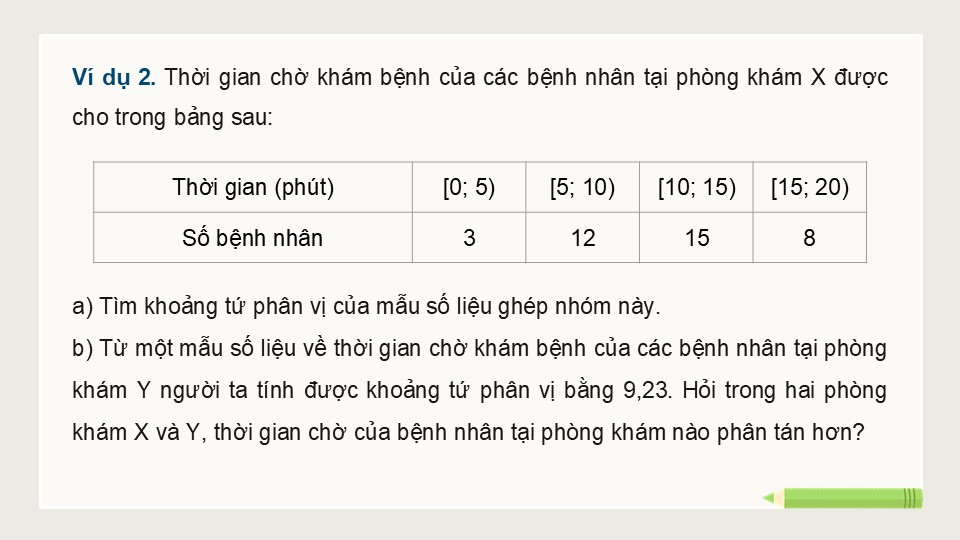 Ví dụ 2. Thời gian chờ khám bệnh của các bệnh nhân tại phòng khám X được
cho trong bảng sau:
Thời gian (phút) [0; 5) [5; 10) [10; 15) [15; 20)
Số bệnh nhân 3 12 15 8
a) Tìm khoảng tứ phân vị của mẫu số liệu ghép nhóm này.
b) Từ một mẫu số liệu về thời gian chờ khám bệnh của các bệnh nhân tại phòng
khám Y người ta tính được khoảng tứ phân vị bằng 9,23. Hỏi trong hai phòng
khám X và Y, thời gian chờ của bệnh nhân tại phòng khám nào phân tán hơn?